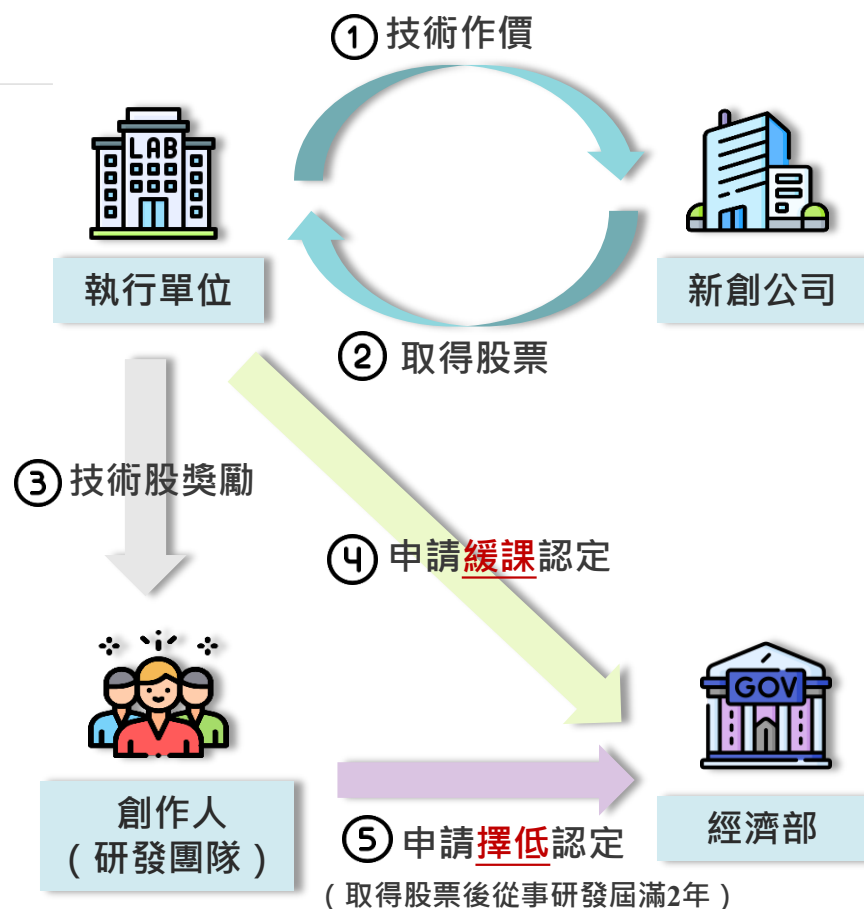 ① 技術作價
LAB
執行單位
新創公司
② 取得股票
③ 技術股獎勵
④ 申請緩課認定
GOV
創作人
（研發團隊）
經濟部
⑤ 申請擇低認定
（取得股票後從事研發屆滿2年）